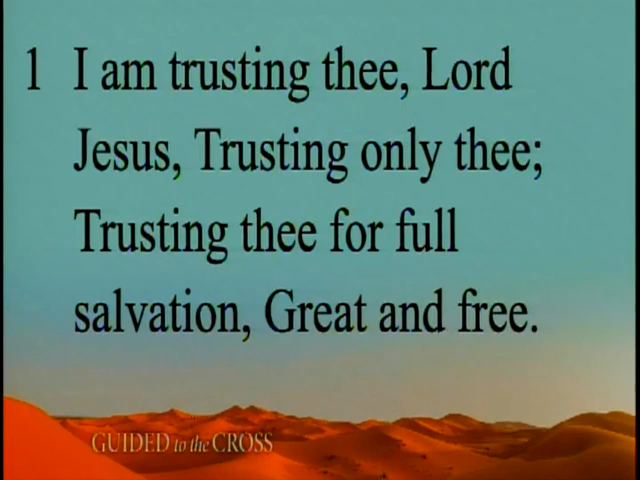 1 I am trusting thee, Lord
Jesus, Trusting only thee;
Trusting thee for full
salvation, Great and free.
GUIDED to the CROSS